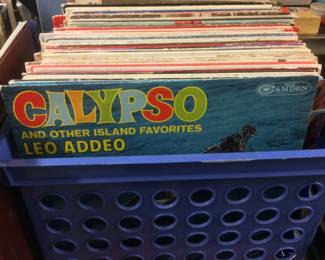 CAMDEN
CALYPSO
AND OTHER ISLAND FAVORITES
LEO ADDEO